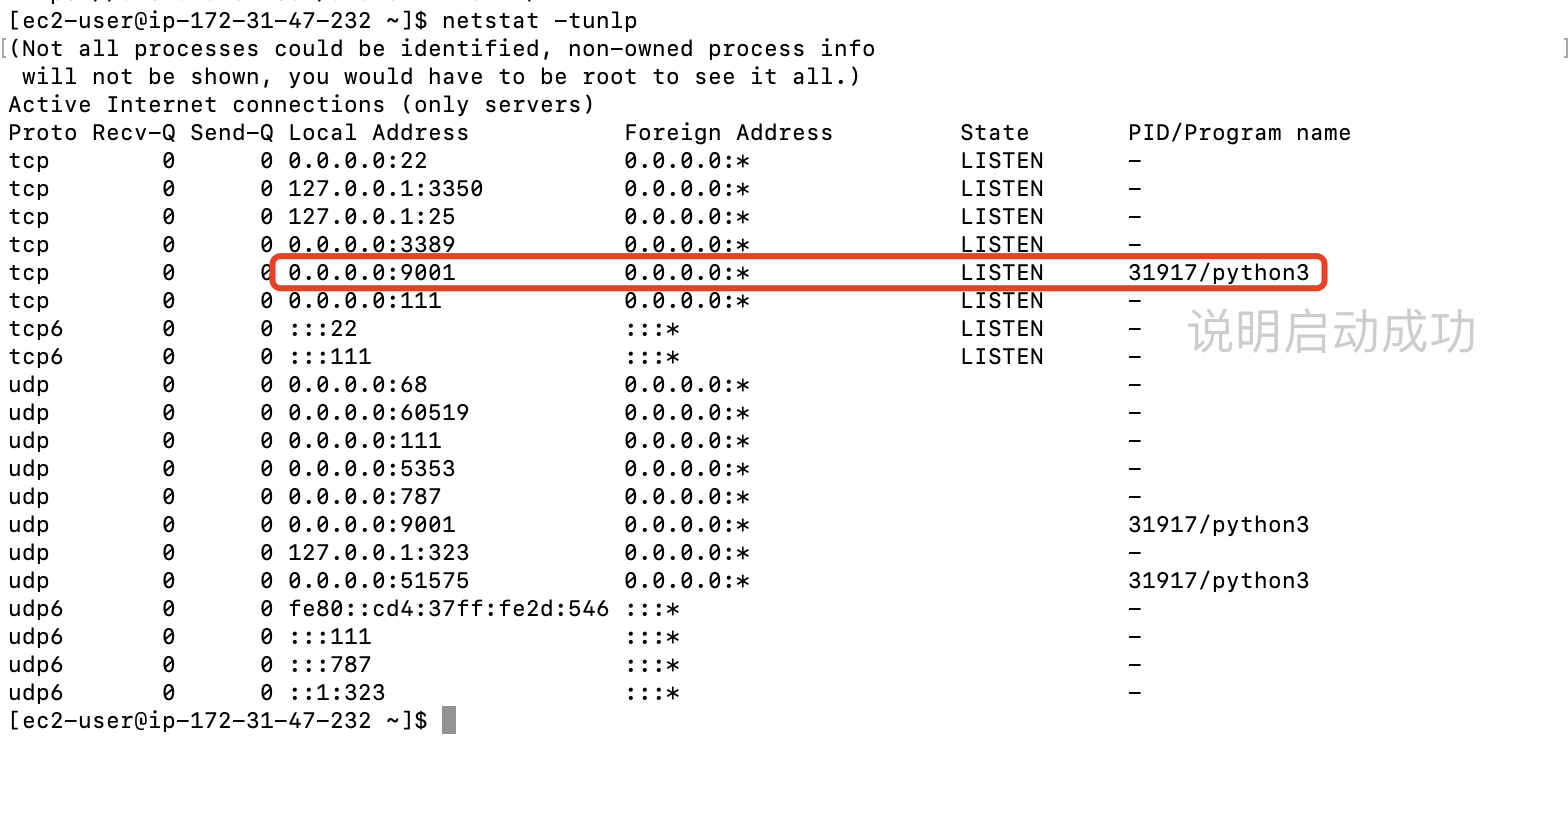 [ec2-user@ip-172-31-47-232 ~]$ netstat -tunlp
(Not all processes could be identified, non-owned process info
will not be shown, you would have to be root to see it all.)
Active Internet connections (only servers)
Proto Recv-Q Send-Q Local Address Foreign Address State PID/Program name
tcp 0 0 0.0.0.0:22 0.0.0.0:* LISTEN -
tcp 0 0 127.0.0.1:3350 0.0.0.0:* LISTEN -
tcp 0 0 127.0.0.1:25 0.0.0.0:* LISTEN -
tcp 0 0 0.0.0.0:3389 0.0.0.0:* LISTEN -
tcp 0 0 0.0.0.0:9001 0.0.0.0:* LISTEN 31917/python3
tcp 0 0 0.0.0.0:111 0.0.0.0:* LISTEN -
tcp6 0 0 :::22 :::* LISTEN -
说明启动成功
tcp6 0 0 :::111 :::* LISTEN -
udp 0 0 0.0.0.0:68 0.0.0.0:* -
udp 0 0 0.0.0.0:60519 0.0.0.0:* -
udp 0 0 0.0.0.0:111 0.0.0.0:* -
udp 0 0 0.0.0.0:5353 0.0.0.0:* -
udp 0 0 0.0.0.0:787 0.0.0.0:* -
udp 0 0 0.0.0.0:9001 0.0.0.0:* 31917/python3
udp 0 0 127.0.0.1:323 0.0.0.0:* -
udp 0 0 0.0.0.0:51575 0.0.0.0:* 31917/python3
udp6 0 0 fe80::cd4:37ff:fe2d:546 :::* -
udp6 0 0 :::111 :::* -
udp6 0 0 :::787 :::* -
udp6 0 0 ::1:323 :::* -
[ec2-user@ip-172-31-47-232 ~]$